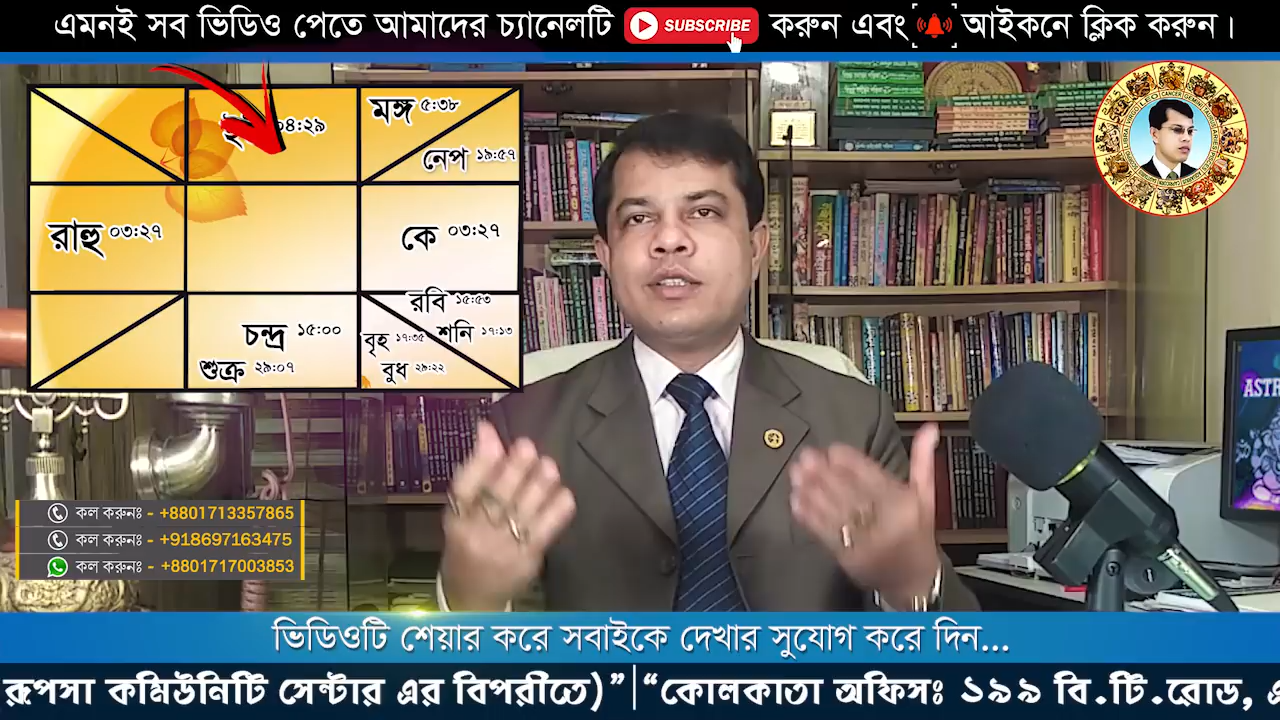 এমনই সব ভিডিও পেতে আমাদের চ্যানেলটি SUBSCRIBE করুন এবং আইকনে ক্লিক করুন।
০৪:২৯
মঙ্গ ৫:৩৮
নেপ ১৯:৫৭
রাহু ০৩:২৭
কে ০৩:২৭
রবি ১৫:৫৩
চন্দ্র ১৫:০০
বৃহ ১৭:৩৫ শনি ১৭:১৩
শুক্র ২৯:০৭
বুধ ২৯:২২
ASTR
কল করুনঃ - +8801713357865
কল করুনঃ - +918697163475
কল করুনঃ - +8801717003853
ভিডিওটি শেয়ার করে সবাইকে দেখার সুযোগ করে দিন...
রূপসা কমিউনিটি সেন্টার এর বিপরীতে)”|“কোলকাতা অফিসঃ ১৯৯ বি.টি.রোড,